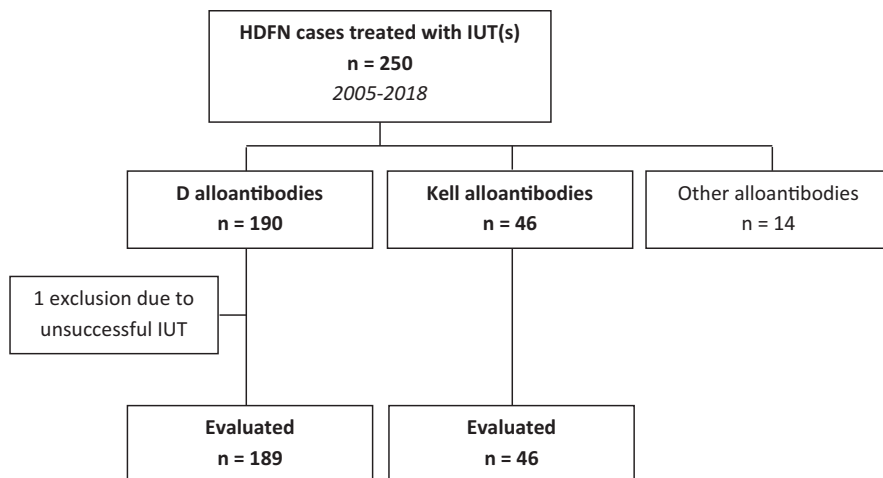 HDFN cases treated with IUT(s)
n = 250
2005-2018
D alloantibodies
n = 190
Kell alloantibodies
n = 46
Other alloantibodies
n = 14
1 exclusion due to
unsuccessful IUT
Evaluated
n = 189
Evaluated
n = 46